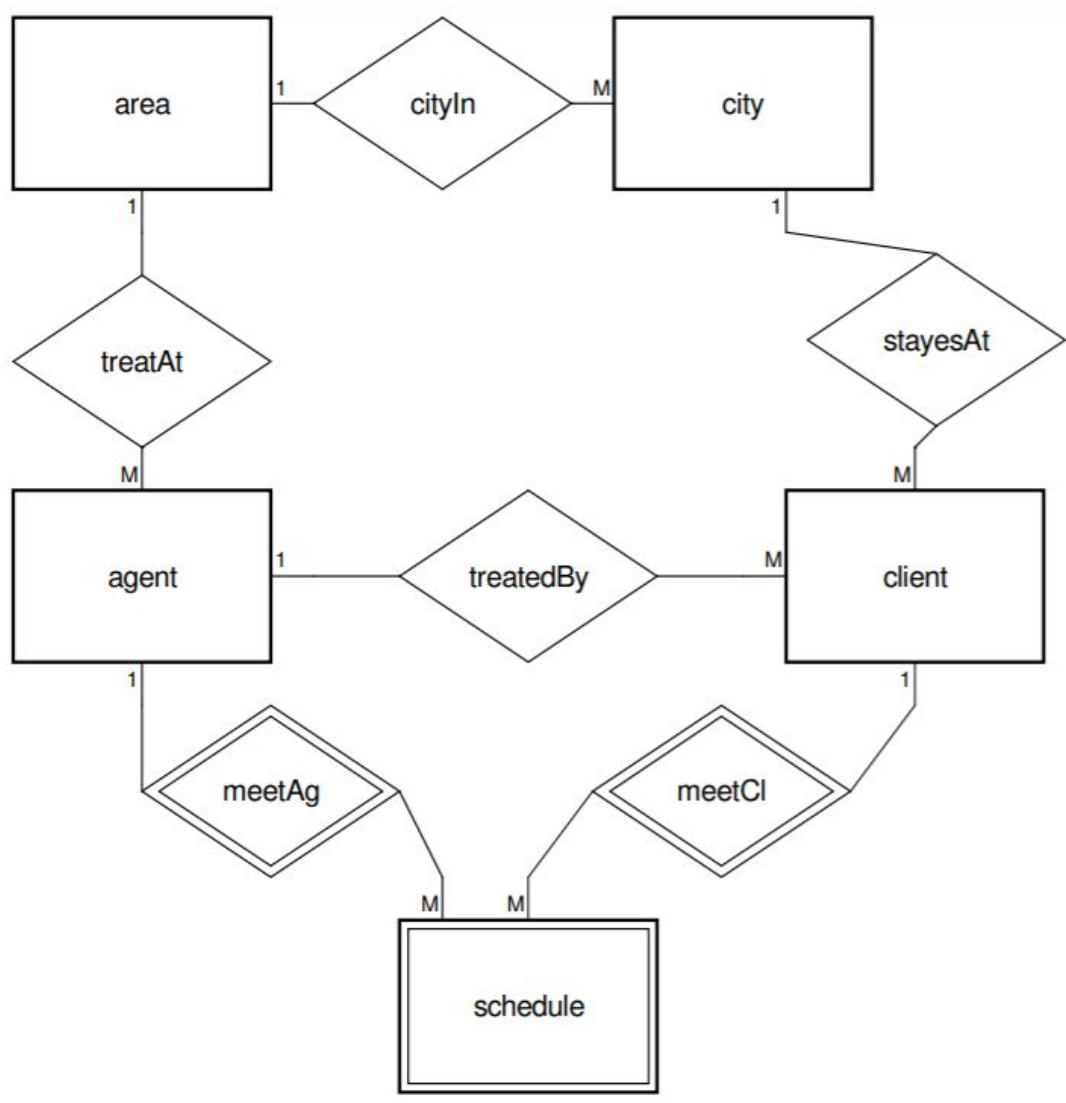 area
1
cityIn
M
city
1
1
treatAt
stayesAt
M
M
agent
1
treatedBy
M
client
1
1
meetAg
meetCl
M
M
schedule